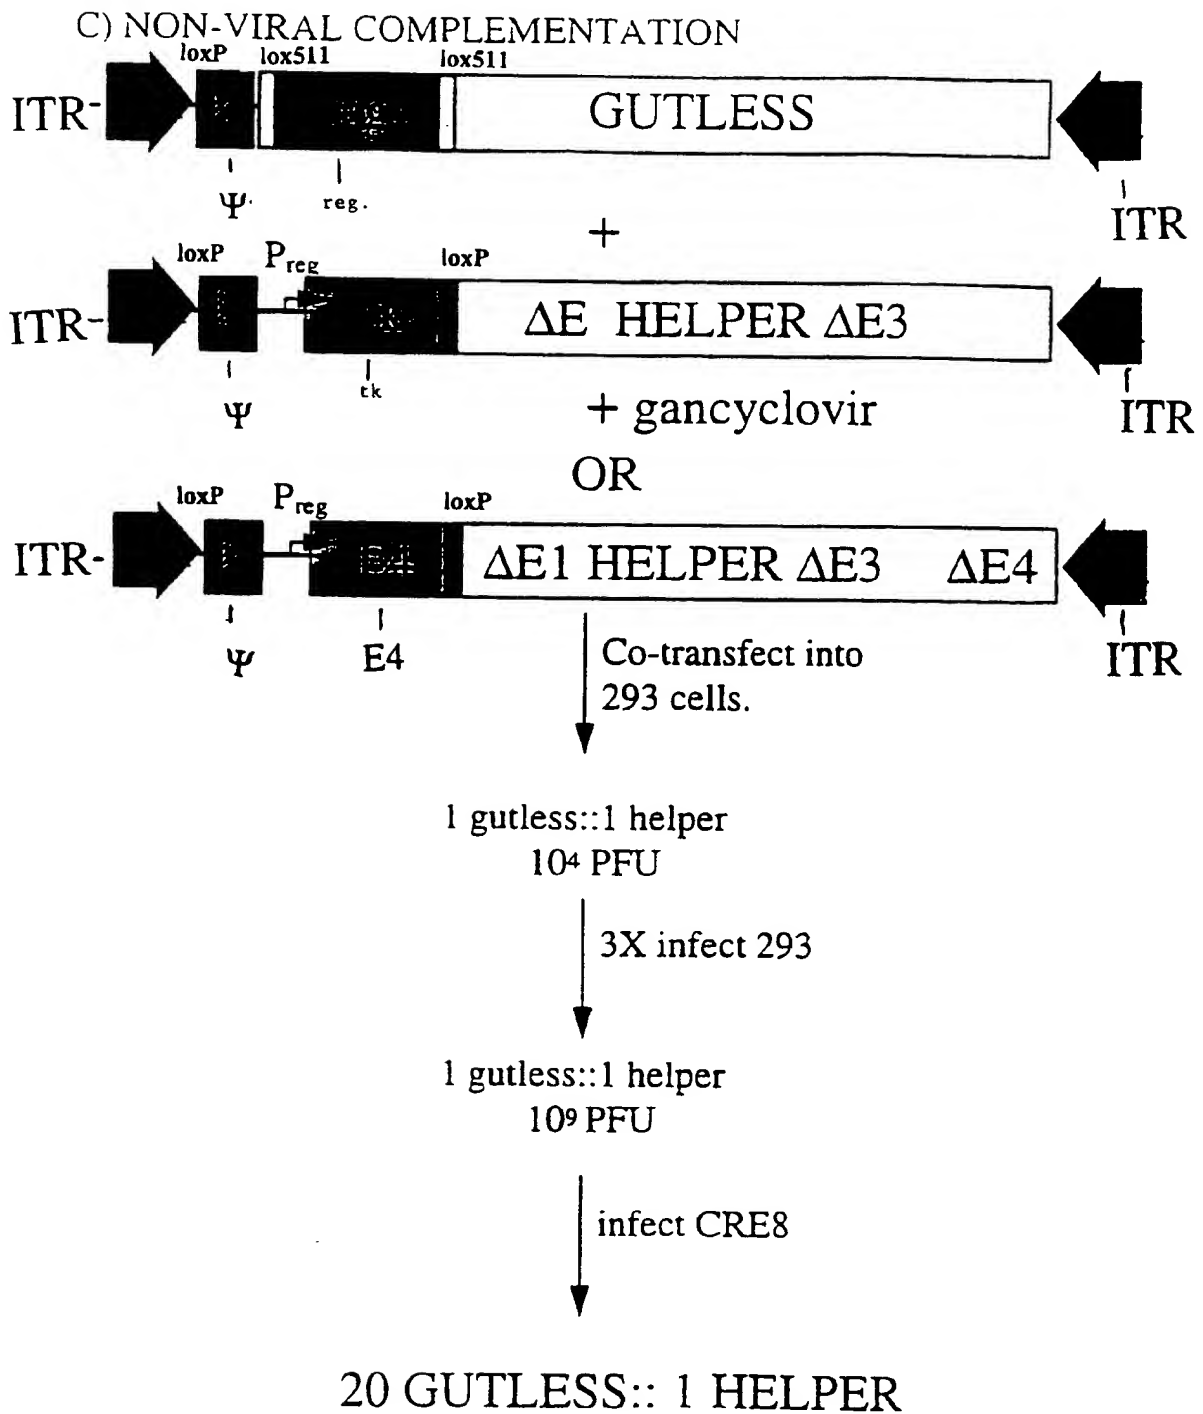 C) NON-VIRAL COMPLEMENTATION
loxP lox511 lox511
ITR- GUTLESS
Ψ reg. ITR
+
loxP Preg loxP
ITR- ΔE HELPER ΔE3
Ψ tk ITR
+ gancyclovir
OR
loxP Preg loxP
ITR- E4 ΔE1 HELPER ΔE3 ΔE4
Ψ E4 ITR
Co-transfect into
293 cells.
1 gutless::1 helper
10⁴ PFU
3X infect 293
1 gutless::1 helper
10⁹ PFU
infect CRE8
20 GUTLESS:: 1 HELPER